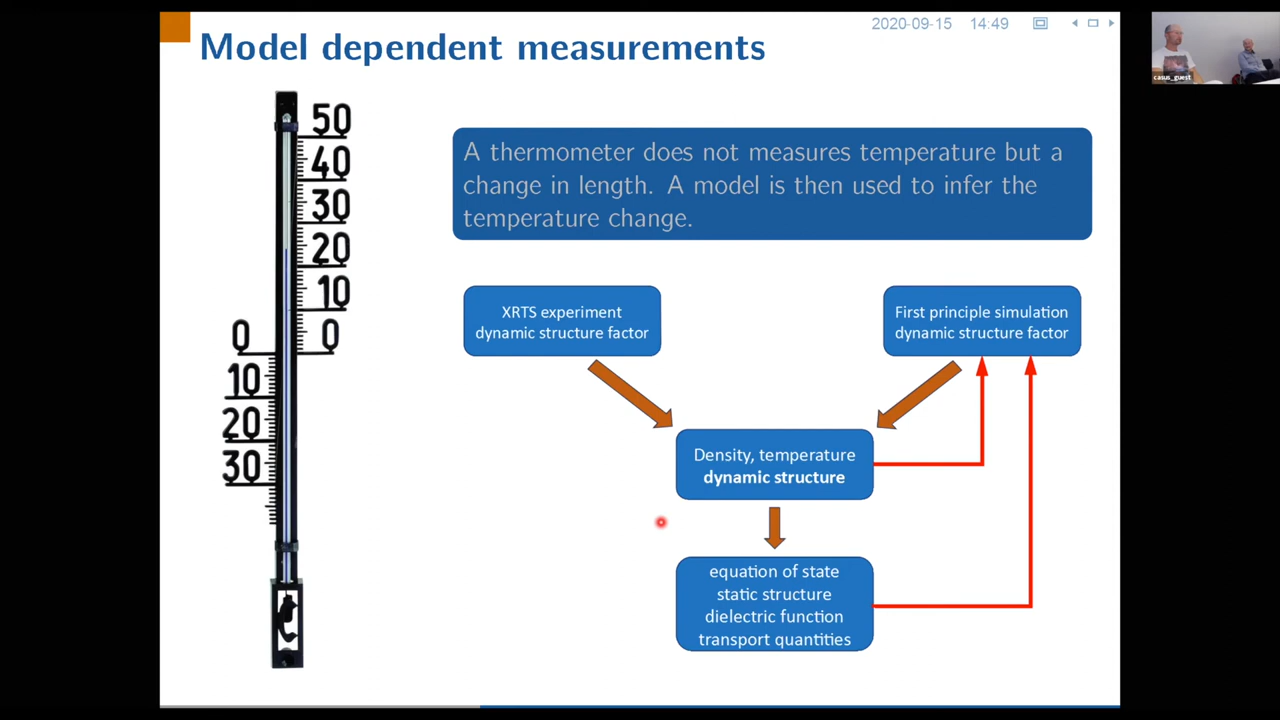 2020-09-15 14:49
Model dependent measurements
casus_guest
50
40
30
20
10
0 0
10
20
30
A thermometer does not measures temperature but a
change in length. A model is then used to infer the
temperature change.
XRTS experiment
dynamic structure factor
First principle simulation
dynamic structure factor
Density, temperature
dynamic structure
equation of state
static structure
dielectric function
transport quantities